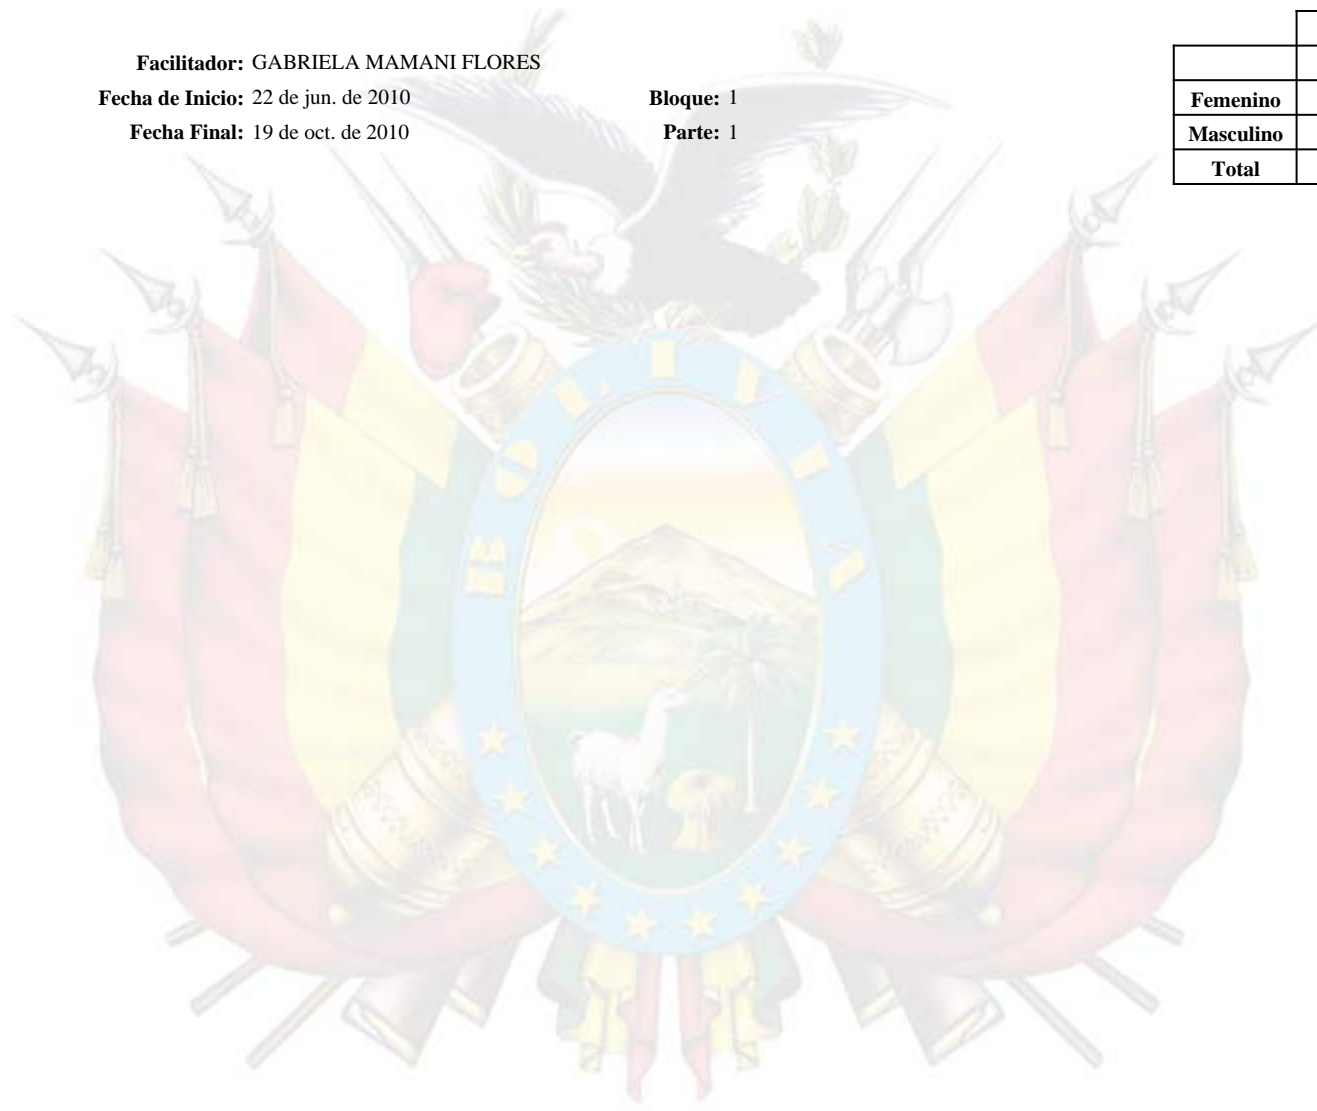 Facilitador: GABRIELA MAMANI FLORES
Fecha de Inicio: 22 de jun. de 2010 Bloque: 1
Fecha Final: 19 de oct. de 2010 Parte: 1
Femenino
Masculino
Total
BOLIVIA